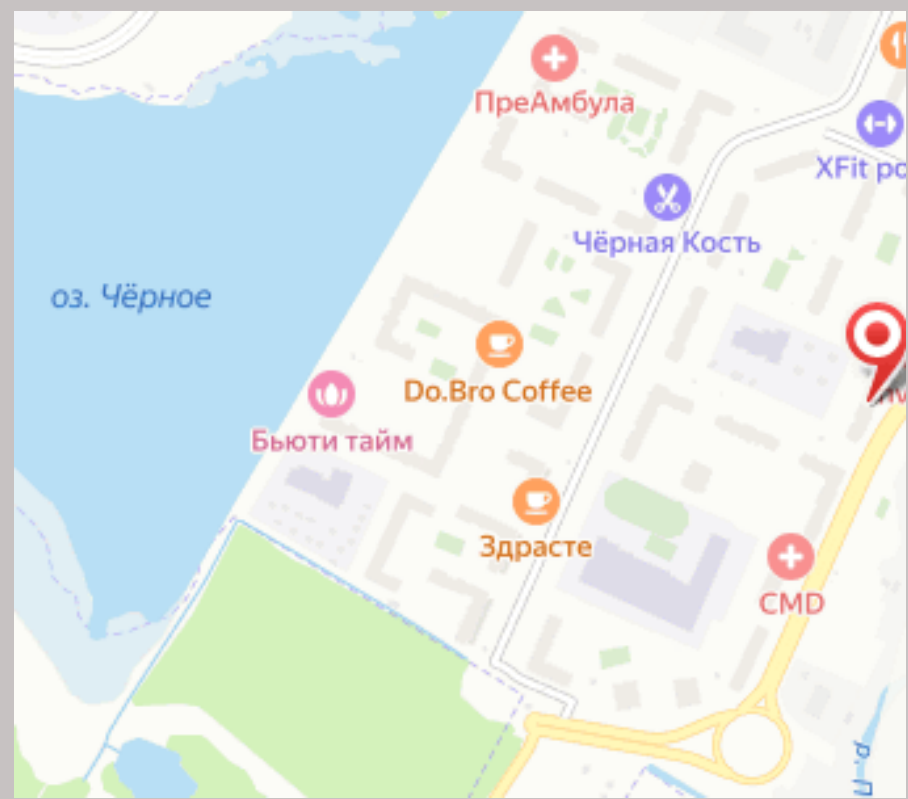 ПреАмбула
XFit
Чёрная Кость
оз. Чёрное
Do.Bro Coffee
Бьюти тайм
Здрасте
CMD
р. П